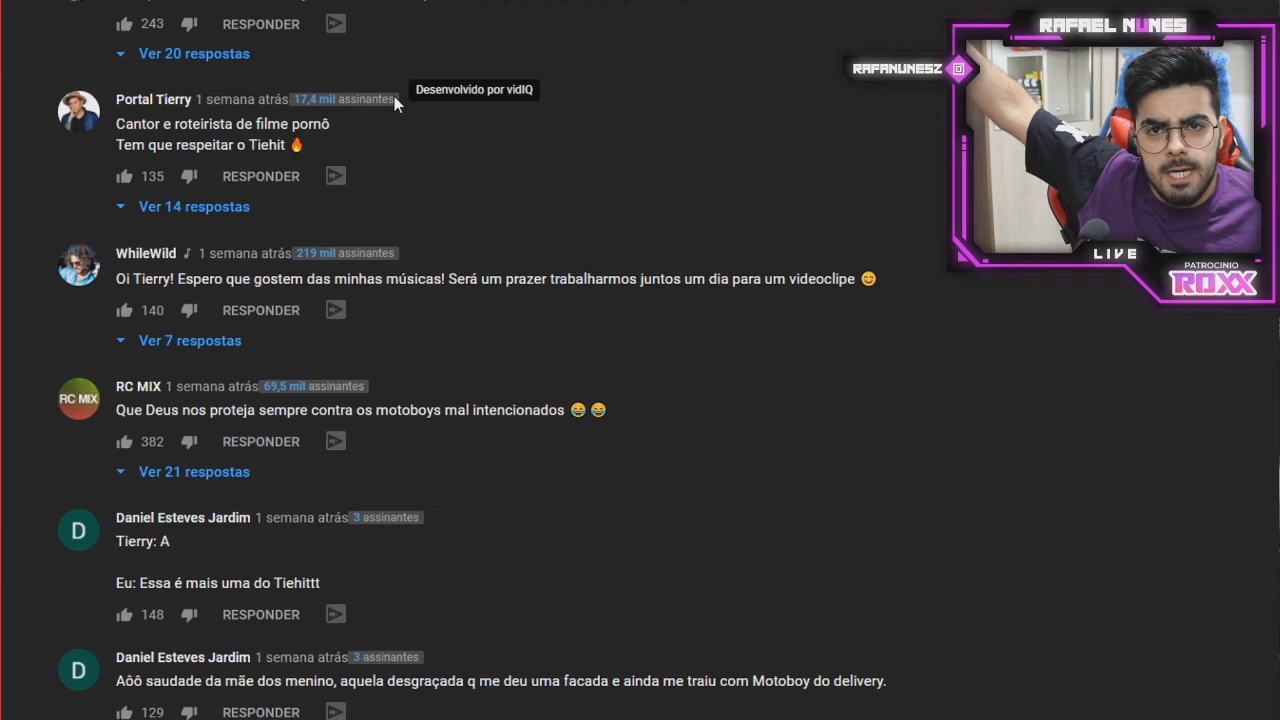 243 RESPONDER
Ver 20 respostas
Portal Tierry 1 semana atrás 17,4 mil assinantes
Desenvolvido por vidIQ
Cantor e roteirista de filme pornô
Tem que respeitar o Tiehit 🔥
135 RESPONDER
Ver 14 respostas
WhileWild ♪ 1 semana atrás 219 mil assinantes
Oi Tierry! Espero que gostem das minhas músicas! Será um prazer trabalharmos juntos um dia para um videoclipe 😊
140 RESPONDER
Ver 7 respostas
RC MIX
RC MIX 1 semana atrás 69,5 mil assinantes
Que Deus nos proteja sempre contra os motoboys mal intencionados 😂 😂
382 RESPONDER
Ver 21 respostas
D
Daniel Esteves Jardim 1 semana atrás 3 assinantes
Tierry: A
Eu: Essa é mais uma do Tiehittt
148 RESPONDER
D
Daniel Esteves Jardim 1 semana atrás 3 assinantes
Aôô saudade da mãe dos menino, aquela desgraçada q me deu uma facada e ainda me traiu com Motoboy do delivery.
129 RESPONDER
RAFAEL NUNES
RAFANUNESZ
LIVE
PATROCINIO
ROXX